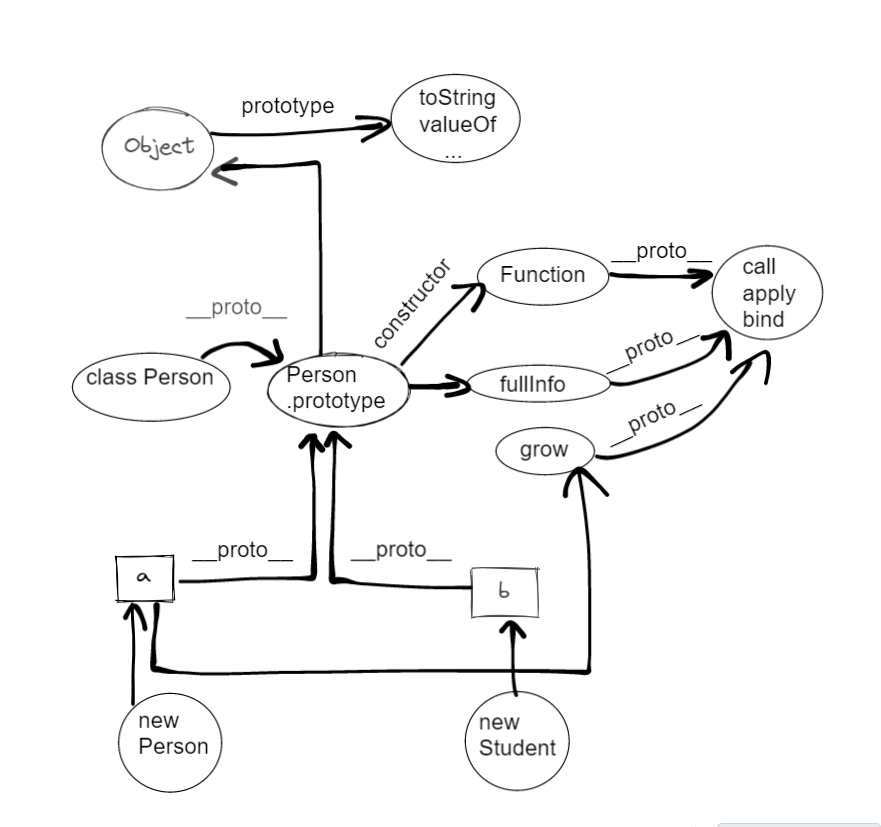 prototype
toString
valueOf
...
Object
constructor
Function
__proto__
call
apply
bind
__proto__
class Person
Person
.prototype
fullInfo
__proto__
grow
__proto__
__proto__
__proto__
a
b
new
Person
new
Student